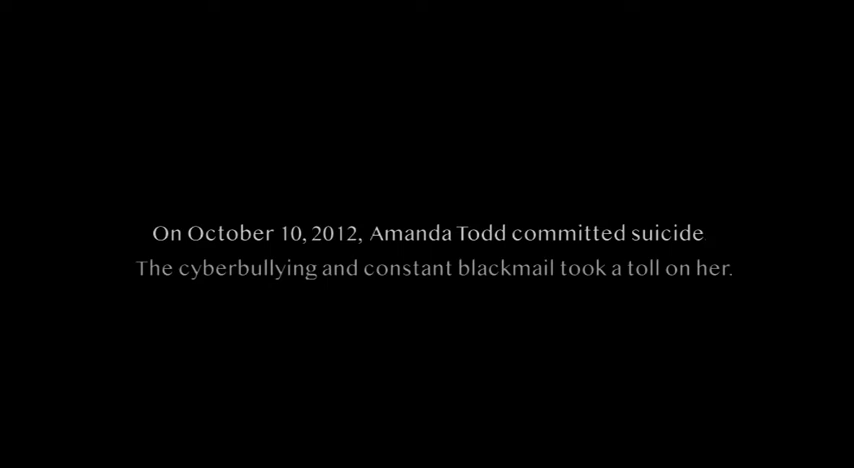 On October 10, 2012, Amanda Todd committed suicide
The cyberbullying and constant blackmail took a toll on her.